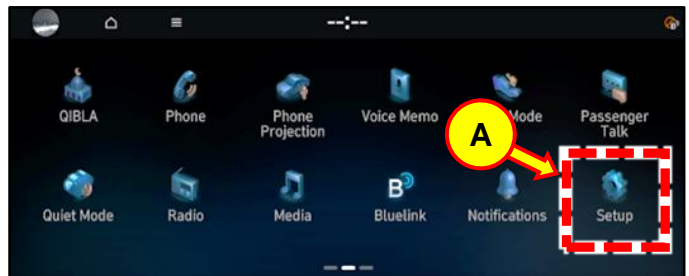 --:--
QIBLA
Phone
Phone
Projection
Voice Memo
Mode
Passenger
Talk
A
Quiet Mode
Radio
Media
B
Bluelink
Notifications
Setup